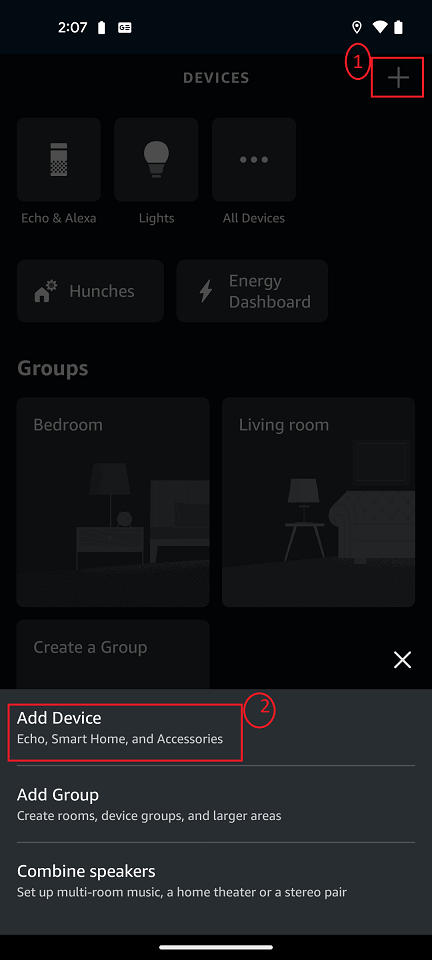 2:07
1
DEVICES
Echo & Alexa
Lights
All Devices
Hunches
Energy
Dashboard
Groups
Bedroom
Living room
Create a Group
Add Device
2
Echo, Smart Home, and Accessories
Add Group
Create rooms, device groups, and larger areas
Combine speakers
Set up multi-room music, a home theater or a stereo pair